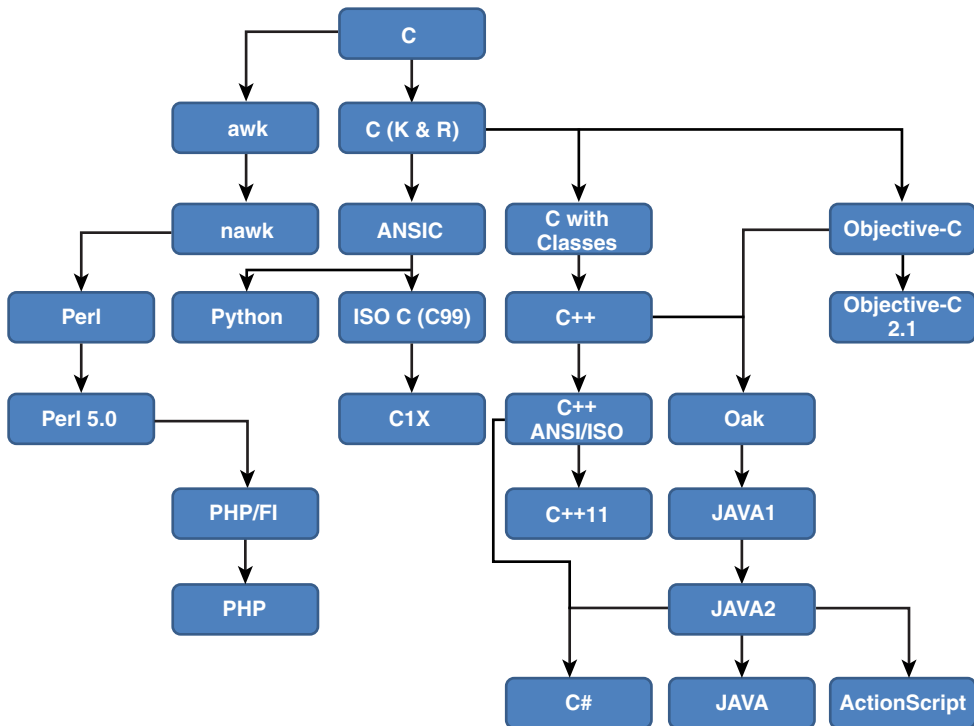 C
awk
C (K & R)
nawk
ANSIC
C with
Classes
Objective-C
Perl
Python
ISO C (C99)
C++
Objective-C
2.1
Perl 5.0
C1X
C++
ANSI/ISO
Oak
PHP/FI
C++11
JAVA1
PHP
JAVA2
C#
JAVA
ActionScript